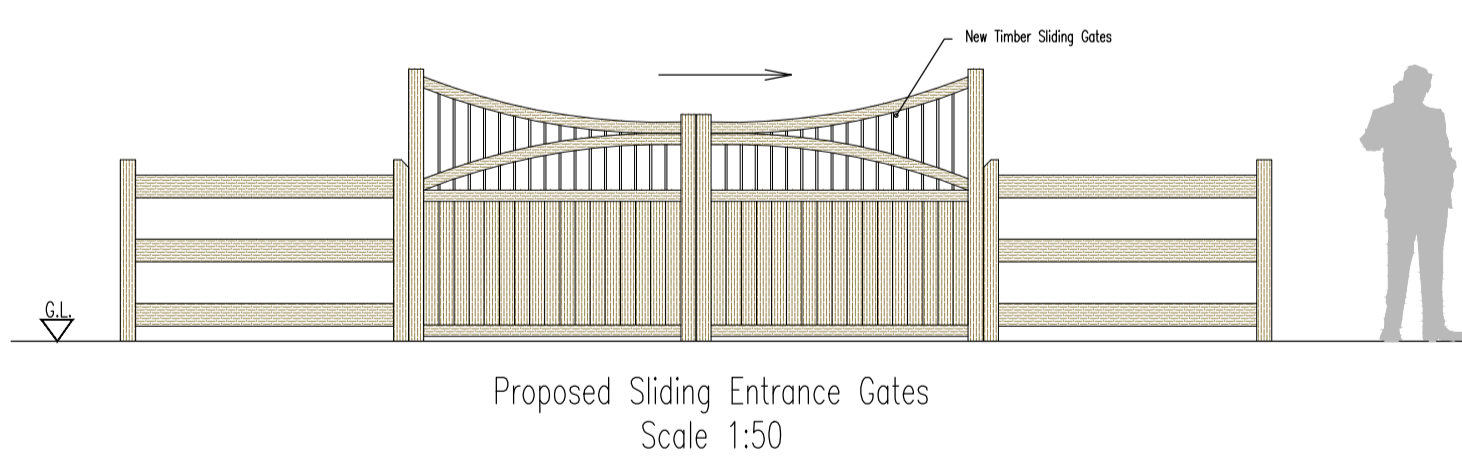 New Timber Sliding Gates
G.L.
Proposed Sliding Entrance Gates
Scale 1:50